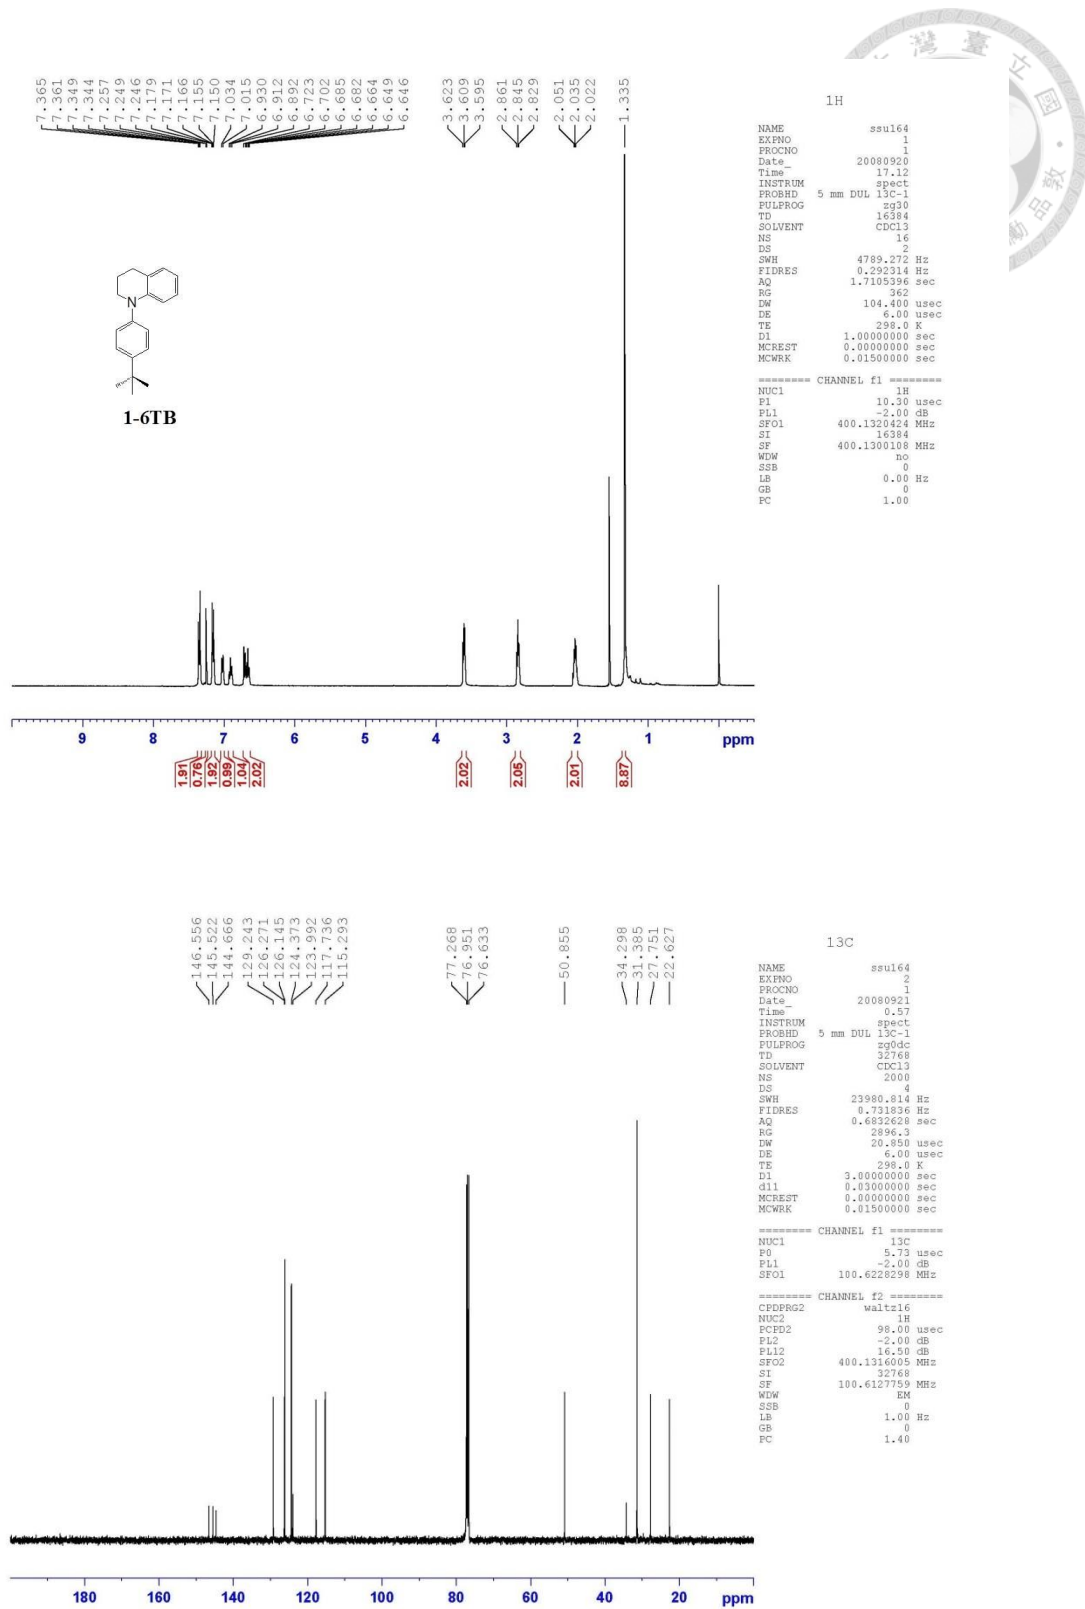 7.365
7.361
7.349
7.344
7.257
7.249
7.246
7.179
7.171
7.166
7.155
7.150
7.034
7.015
6.930
6.912
6.892
6.723
6.702
6.685
6.682
6.664
6.649
6.646
3.623
3.609
3.595
2.861
2.845
2.829
2.051
2.035
2.022
1.335
灣臺立
國
敦
1H
NAME ssu164
EXPNO 1
PROCNO 1
Date_ 20080920
Time 17.12
INSTRUM spect
PROBHD 5 mm DUL 13C-1
PULPROG zg30
TD 16384
SOLVENT CDCl3
NS 16
DS 2
SWH 4789.272 Hz
FIDRES 0.292314 Hz
AQ 1.7105396 sec
RG 362
DW 104.400 usec
DE 6.00 usec
TE 298.0 K
D1 1.00000000 sec
MCREST 0.00000000 sec
MCWRK 0.01500000 sec
======== CHANNEL f1 ========
NUC1 1H
P1 10.30 usec
PL1 -2.00 dB
SFO1 400.1320424 MHz
SI 16384
SF 400.1300108 MHz
WDW no
SSB 0
LB 0.00 Hz
GB 0
PC 1.00
N
1-6TB
9 8 7 6 5 4 3 2 1 ppm
1.91
0.76
1.92
0.99
1.04
2.02
2.02
2.05
2.01
8.87
146.556
145.522
144.666
129.243
126.271
126.145
124.373
123.992
117.736
115.293
77.268
76.951
76.633
50.855
34.298
31.385
27.751
22.627
13C
NAME ssu164
EXPNO 2
PROCNO 1
Date_ 20080921
Time 0.57
INSTRUM spect
PROBHD 5 mm DUL 13C-1
PULPROG zg0dc
TD 32768
SOLVENT CDCl3
NS 2000
DS 4
SWH 23980.814 Hz
FIDRES 0.731836 Hz
AQ 0.6832628 sec
RG 2896.3
DW 20.850 usec
DE 6.00 usec
TE 298.0 K
D1 3.00000000 sec
d11 0.03000000 sec
MCREST 0.00000000 sec
MCWRK 0.01500000 sec
======== CHANNEL f1 ========
NUC1 13C
P0 5.73 usec
PL1 -2.00 dB
SFO1 100.6228298 MHz
======== CHANNEL f2 ========
CPDPRG2 waltz16
NUC2 1H
PCPD2 98.00 usec
PL2 -2.00 dB
PL12 16.50 dB
SFO2 400.1316005 MHz
SI 32768
SF 100.6127759 MHz
WDW EM
SSB 0
LB 1.00 Hz
GB 0
PC 1.40
180 160 140 120 100 80 60 40 20 ppm